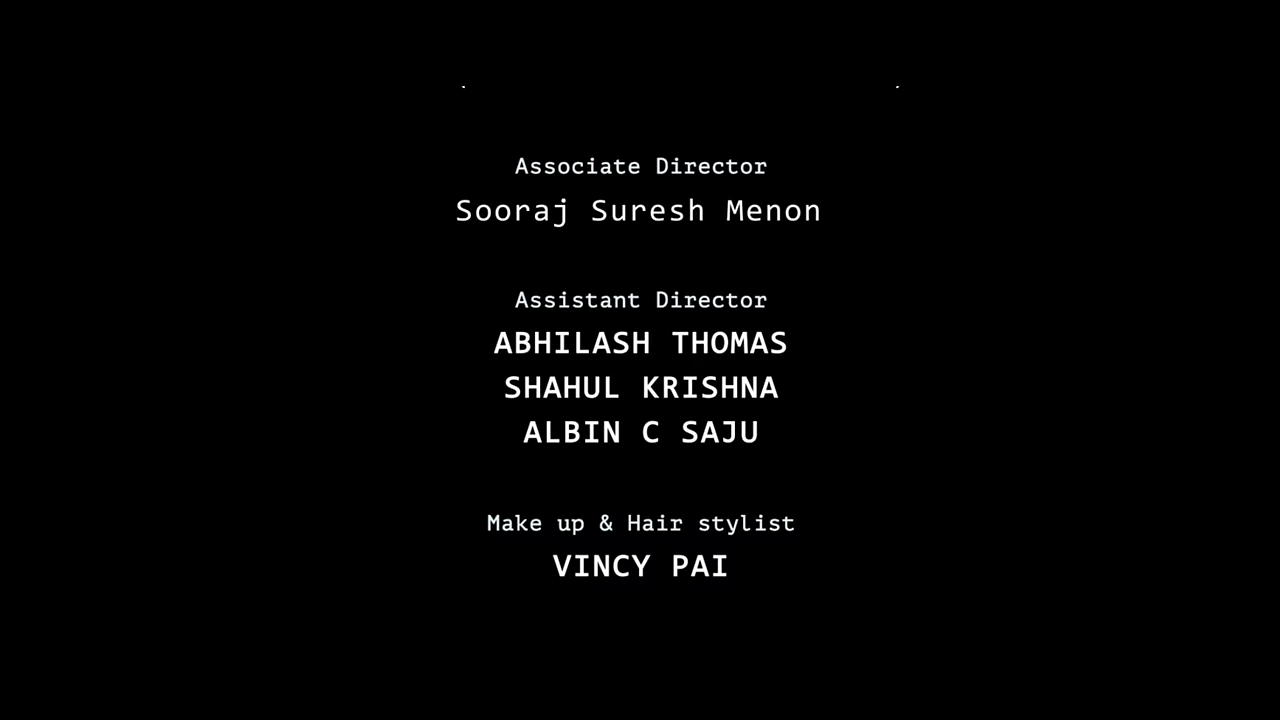 Associate Director
Sooraj Suresh Menon
Assistant Director
ABHILASH THOMAS
SHAHUL KRISHNA
ALBIN C SAJU
Make up & Hair stylist
VINCY PAI